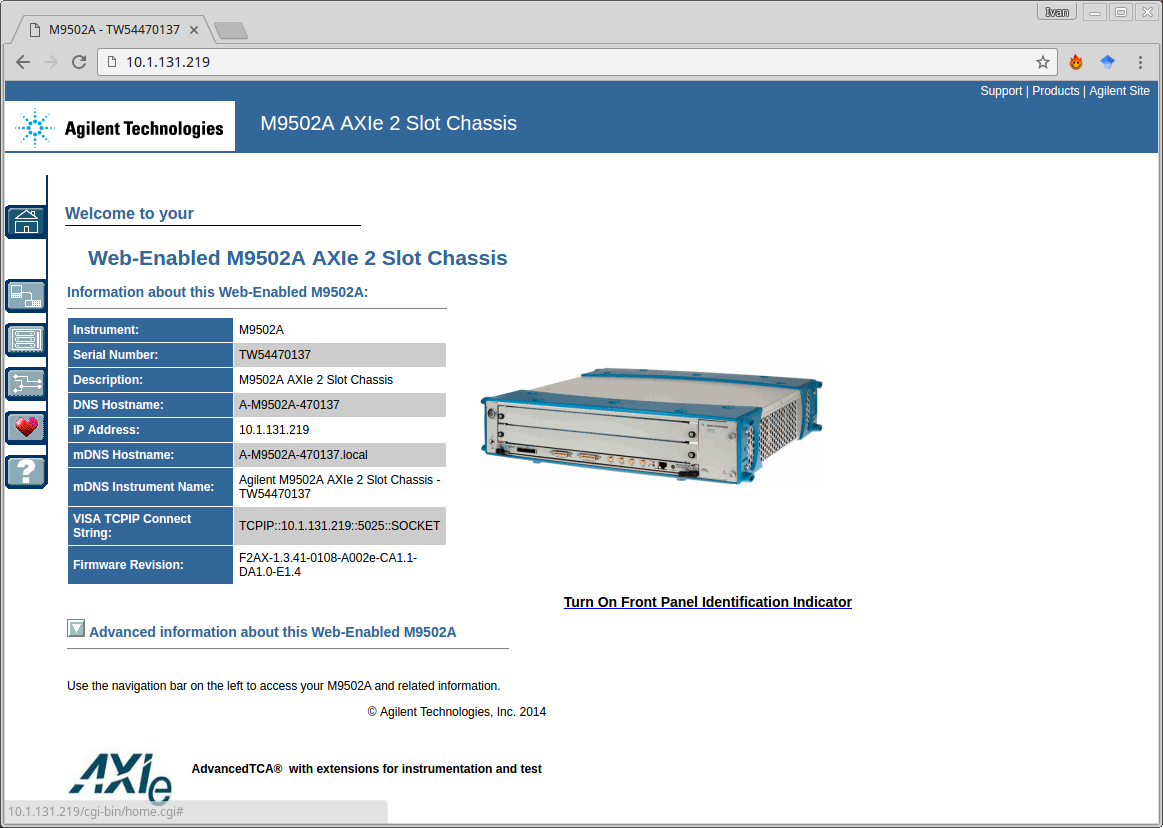 Ivan
M9502A - TW54470137
10.1.131.219
Support | Products | Agilent Site
Agilent Technologies
M9502A AXIe 2 Slot Chassis
Welcome to your
Web-Enabled M9502A AXIe 2 Slot Chassis
Information about this Web-Enabled M9502A:
Instrument: M9502A
Serial Number: TW54470137
Description: M9502A AXIe 2 Slot Chassis
DNS Hostname: A-M9502A-470137
IP Address: 10.1.131.219
mDNS Hostname: A-M9502A-470137.local
mDNS Instrument Name: Agilent M9502A AXIe 2 Slot Chassis -
TW54470137
VISA TCPIP Connect
String: TCPIP::10.1.131.219::5025::SOCKET
Firmware Revision: F2AX-1.3.41-0108-A002e-CA1.1-
DA1.0-E1.4
Turn On Front Panel Identification Indicator
Advanced information about this Web-Enabled M9502A
Use the navigation bar on the left to access your M9502A and related information.
© Agilent Technologies, Inc. 2014
AXIe
AdvancedTCA® with extensions for instrumentation and test
10.1.131.219/cgi-bin/home.cgi#